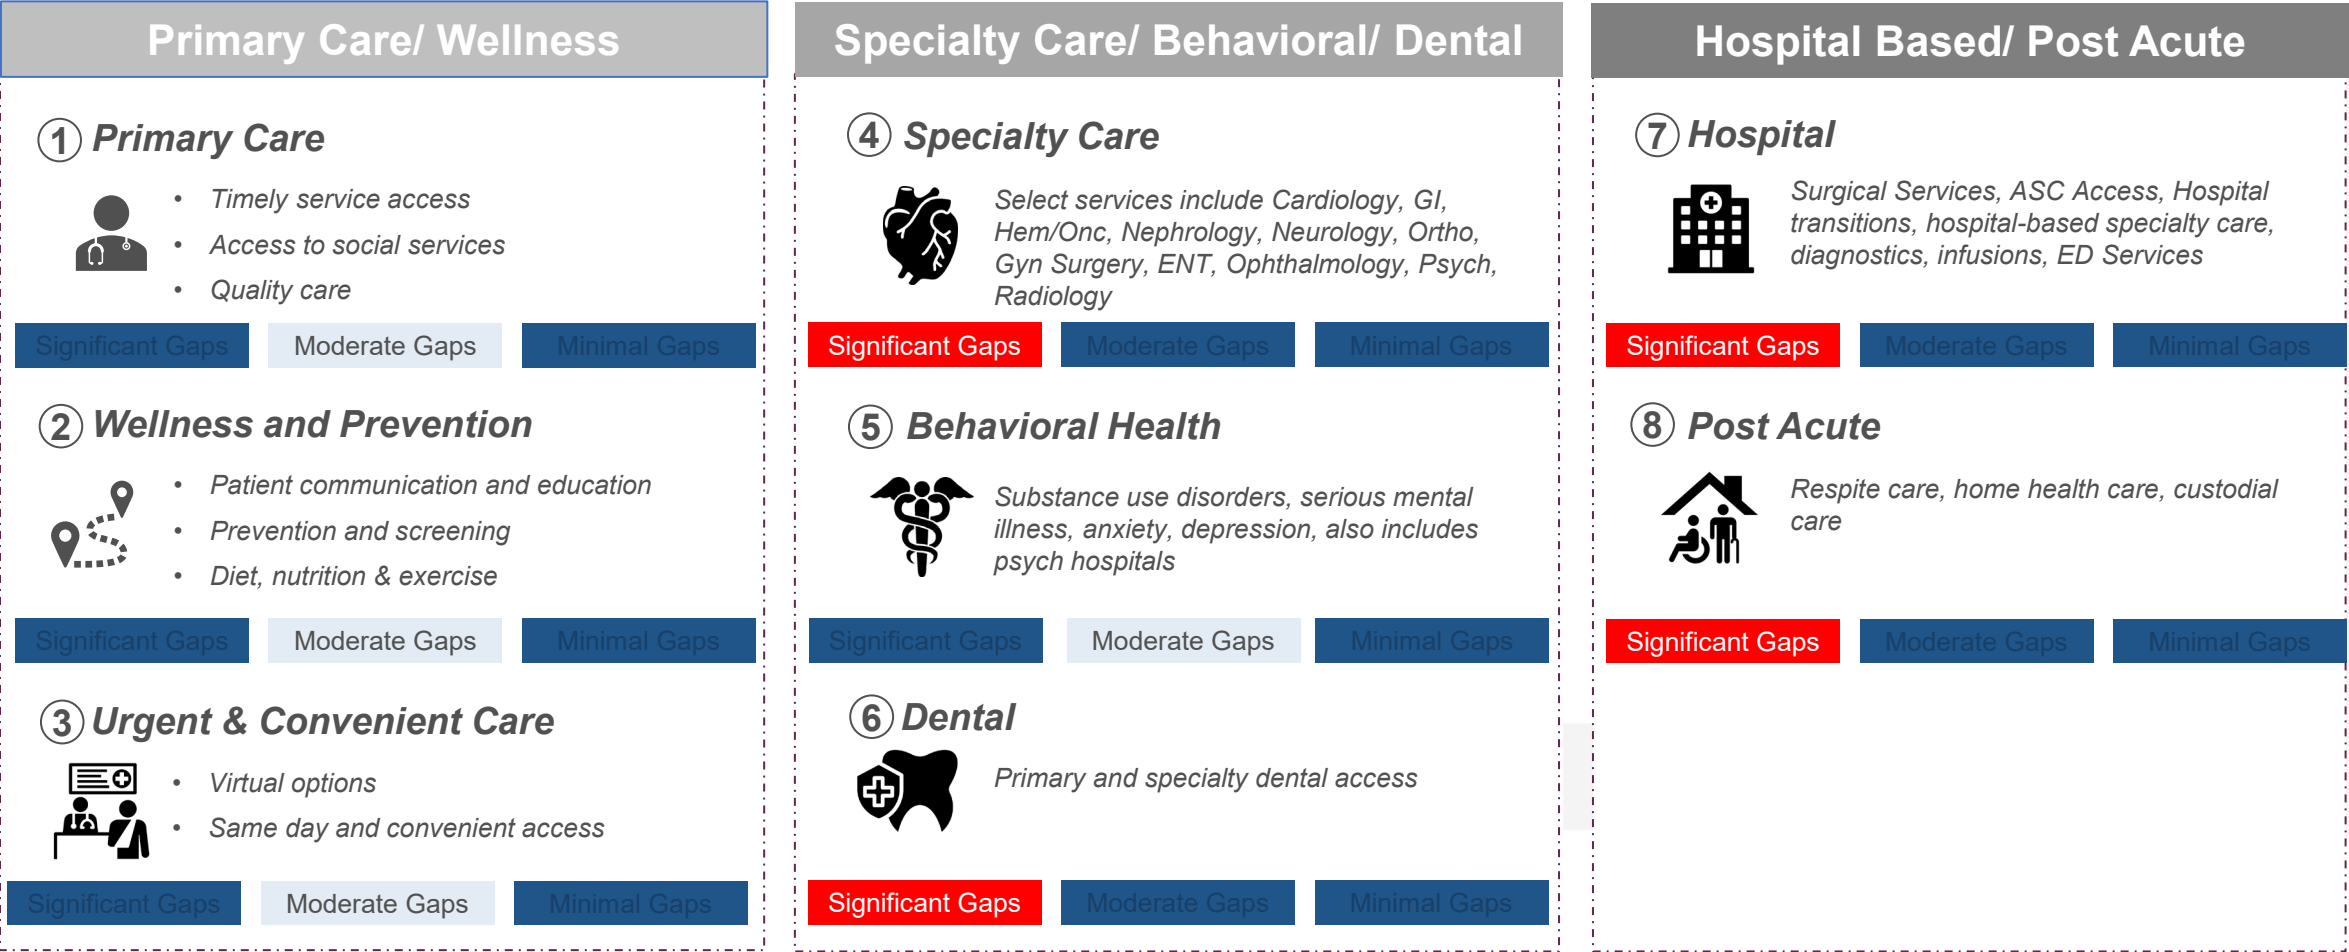 Primary Care/ Wellness
1 Primary Care
• Timely service access
• Access to social services
• Quality care
Significant Gaps Moderate Gaps Minimal Gaps
2 Wellness and Prevention
• Patient communication and education
• Prevention and screening
• Diet, nutrition & exercise
Significant Gaps Moderate Gaps Minimal Gaps
3 Urgent & Convenient Care
• Virtual options
• Same day and convenient access
Significant Gaps Moderate Gaps Minimal Gaps
Specialty Care/ Behavioral/ Dental
4 Specialty Care
Select services include Cardiology, GI,
Hem/Onc, Nephrology, Neurology, Ortho,
Gyn Surgery, ENT, Ophthalmology, Psych,
Radiology
Significant Gaps Moderate Gaps Minimal Gaps
5 Behavioral Health
Substance use disorders, serious mental
illness, anxiety, depression, also includes
psych hospitals
Significant Gaps Moderate Gaps Minimal Gaps
6 Dental
Primary and specialty dental access
Significant Gaps Moderate Gaps Minimal Gaps
Hospital Based/ Post Acute
7 Hospital
Surgical Services, ASC Access, Hospital
transitions, hospital-based specialty care,
diagnostics, infusions, ED Services
Significant Gaps Moderate Gaps Minimal Gaps
8 Post Acute
Respite care, home health care, custodial
care
Significant Gaps Moderate Gaps Minimal Gaps